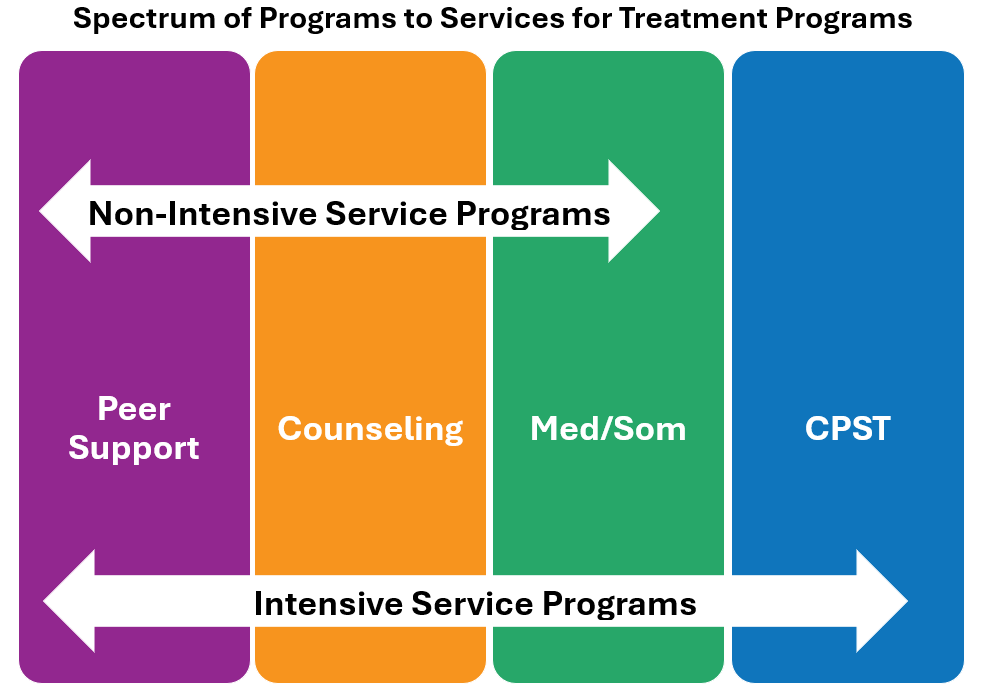 Spectrum of Programs to Services for Treatment Programs
Non-Intensive Service Programs
Peer
Support
Counseling
Med/Som
CPST
Intensive Service Programs